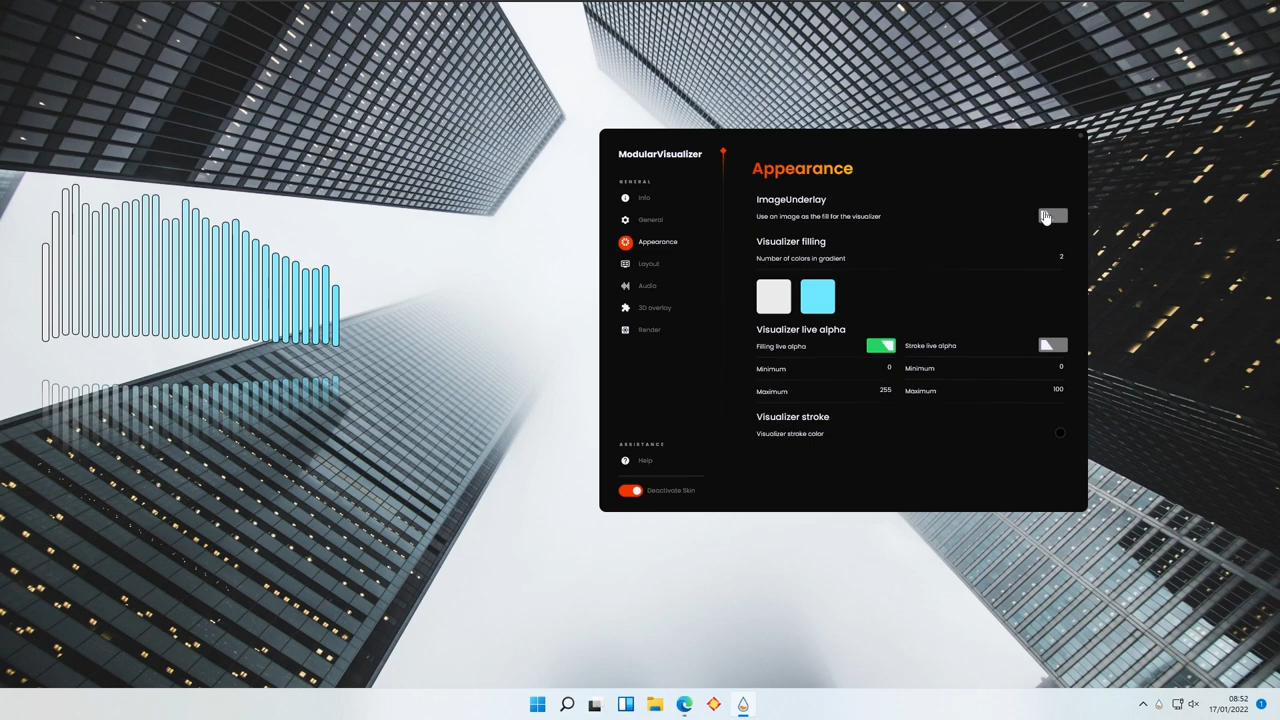 ModularVisualizer
GENERAL
Info
General
Appearance
Layout
Audio
3D overlay
Render
ASSISTANCE
Help
Deactivate Skin
Appearance
ImageUnderlay
Use an image as the fill for the visualizer
Visualizer filling
Number of colors in gradient 2
Visualizer live alpha
Filling live alpha Stroke live alpha
Minimum 0 Minimum 0
Maximum 255 Maximum 100
Visualizer stroke
Visualizer stroke color
08:52
17/01/2022 1